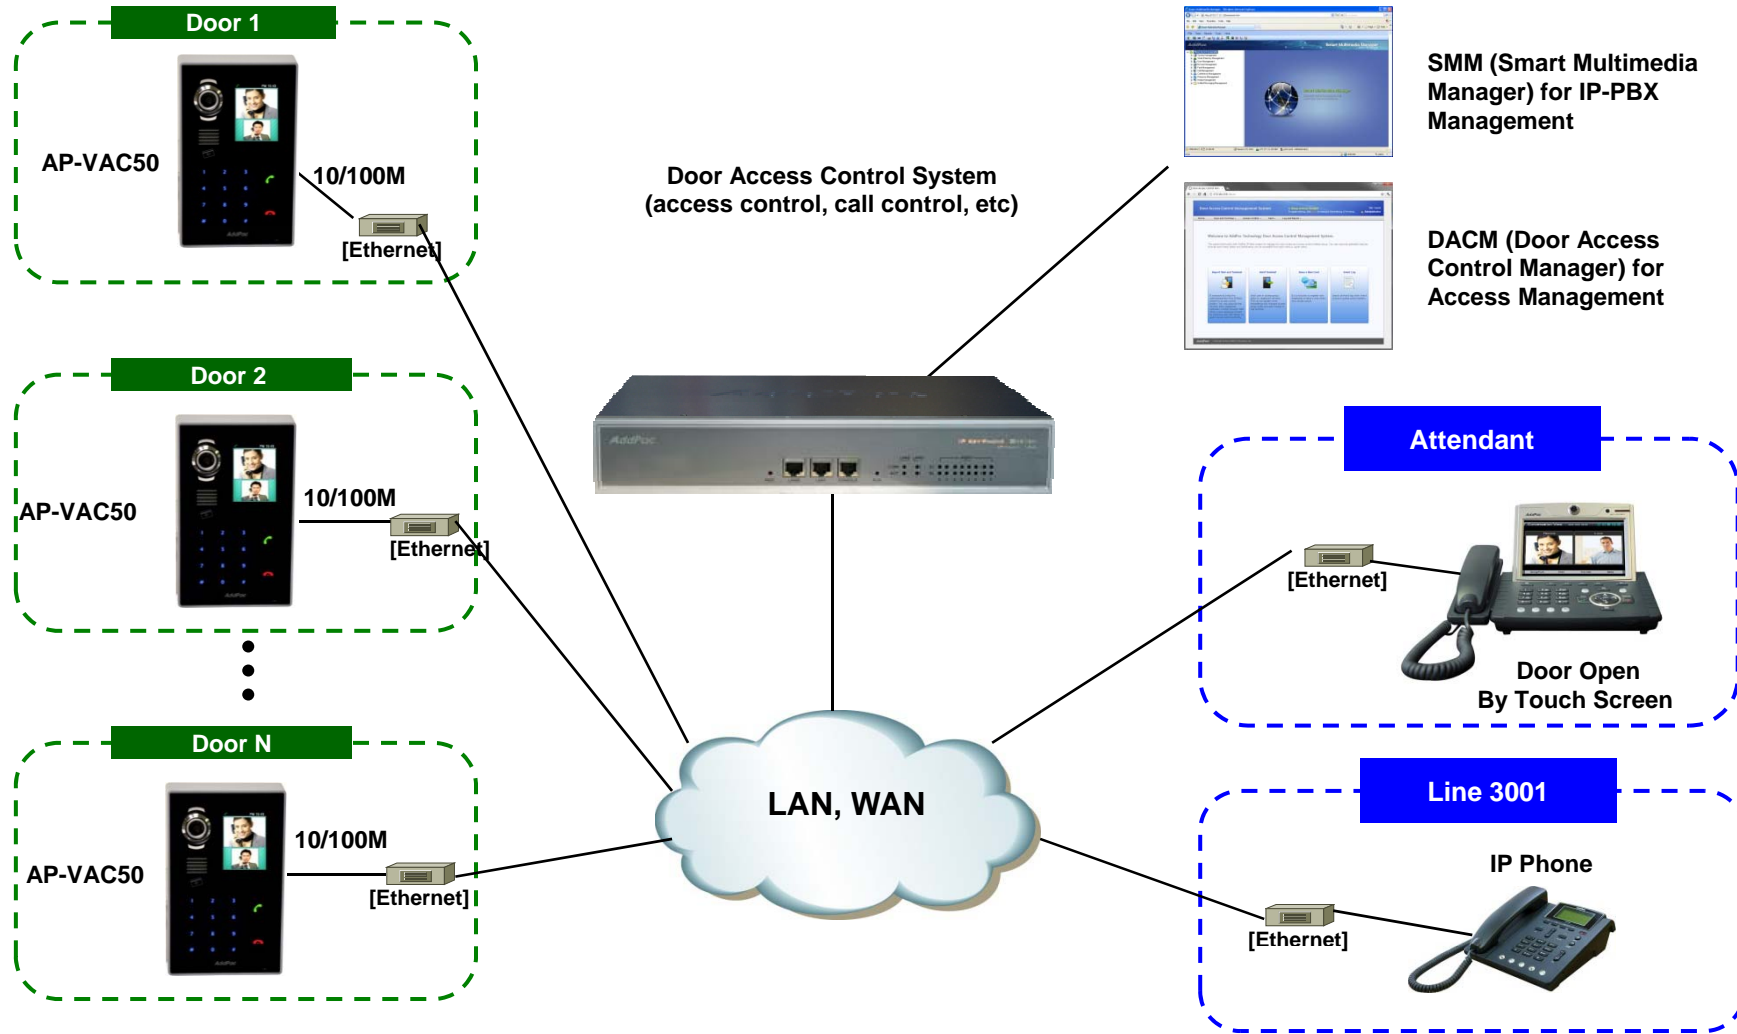 Door 1
AP-VAC50
10/100M
[Ethernet]
Door Access Control System
(access control, call control, etc)
SMM (Smart Multimedia
Manager) for IP-PBX
Management
DACM (Door Access
Control Manager) for
Access Management
Door 2
AP-VAC50
10/100M
[Ethernet]
AddPac
Attendant
[Ethernet]
Door Open
By Touch Screen
Door N
AP-VAC50
10/100M
[Ethernet]
LAN, WAN
Line 3001
IP Phone
[Ethernet]